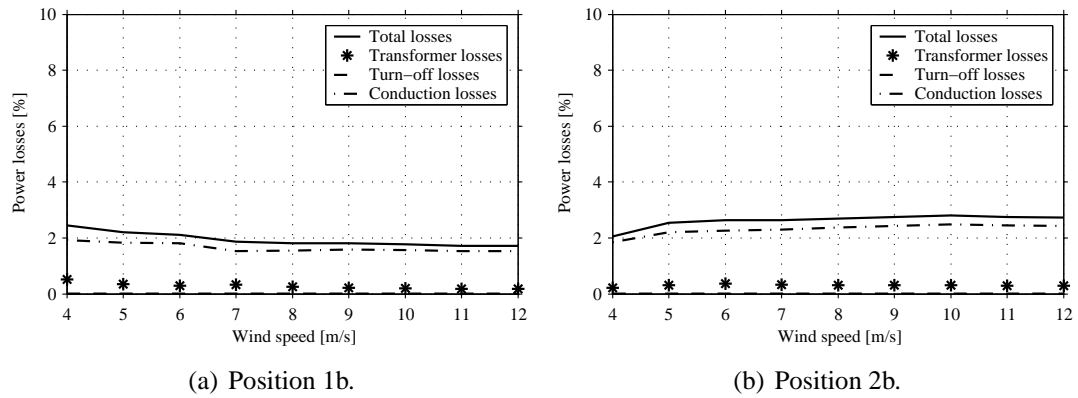 10
8
6
4
2
0
Power losses [%]
Total losses
Transformer losses
Turn−off losses
Conduction losses
4 5 6 7 8 9 10 11 12
Wind speed [m/s]
(a) Position 1b.
10
8
6
4
2
0
Power losses [%]
Total losses
Transformer losses
Turn−off losses
Conduction losses
4 5 6 7 8 9 10 11 12
Wind speed [m/s]
(b) Position 2b.